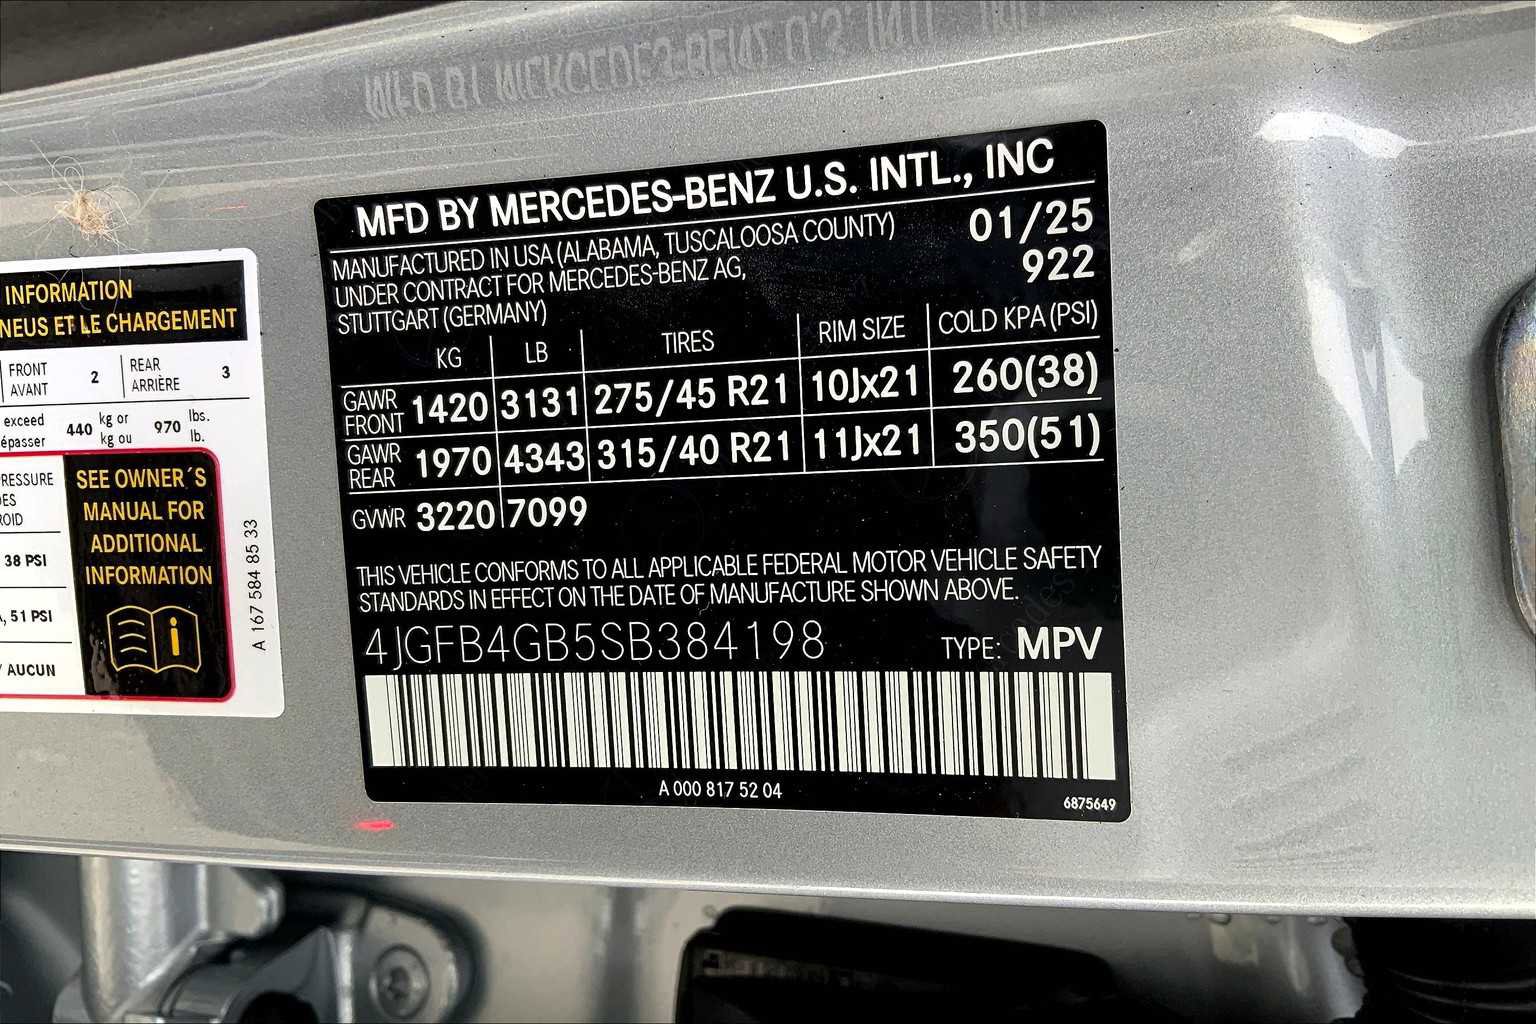 INFORMATION
NEUS ET LE CHARGEMENT
FRONT AVANT 2 REAR ARRIÈRE 3
exceed épasser 440 kg or kg ou 970 lbs. lb.
38 PSI
51 PSI
AUCUN
SEE OWNER´S
MANUAL FOR
ADDITIONAL
INFORMATION
A 167 584 85 33
MFD BY MERCEDES-BENZ U.S. INTL., INC
MANUFACTURED IN USA (ALABAMA, TUSCALOOSA COUNTY) 01/25
UNDER CONTRACT FOR MERCEDES-BENZ AG, 922
STUTTGART (GERMANY)
KG LB TIRES RIM SIZE COLD KPA (PSI)
GAWR FRONT 1420 3131 275/45 R21 10Jx21 260(38)
GAWR REAR 1970 4343 315/40 R21 11Jx21 350(51)
GVWR 3220 7099
THIS VEHICLE CONFORMS TO ALL APPLICABLE FEDERAL MOTOR VEHICLE SAFETY
STANDARDS IN EFFECT ON THE DATE OF MANUFACTURE SHOWN ABOVE.
4JGFB4GB5SB384198 TYPE: MPV
A 000 817 52 04
6875649